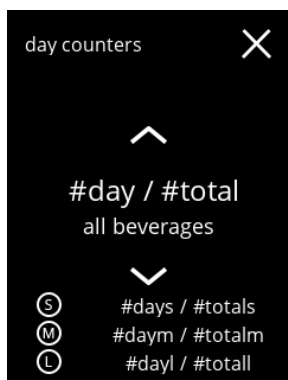 day counters
#day / #total
all beverages
S #days / #totals
M #daym / #totalm
L #dayl / #totall